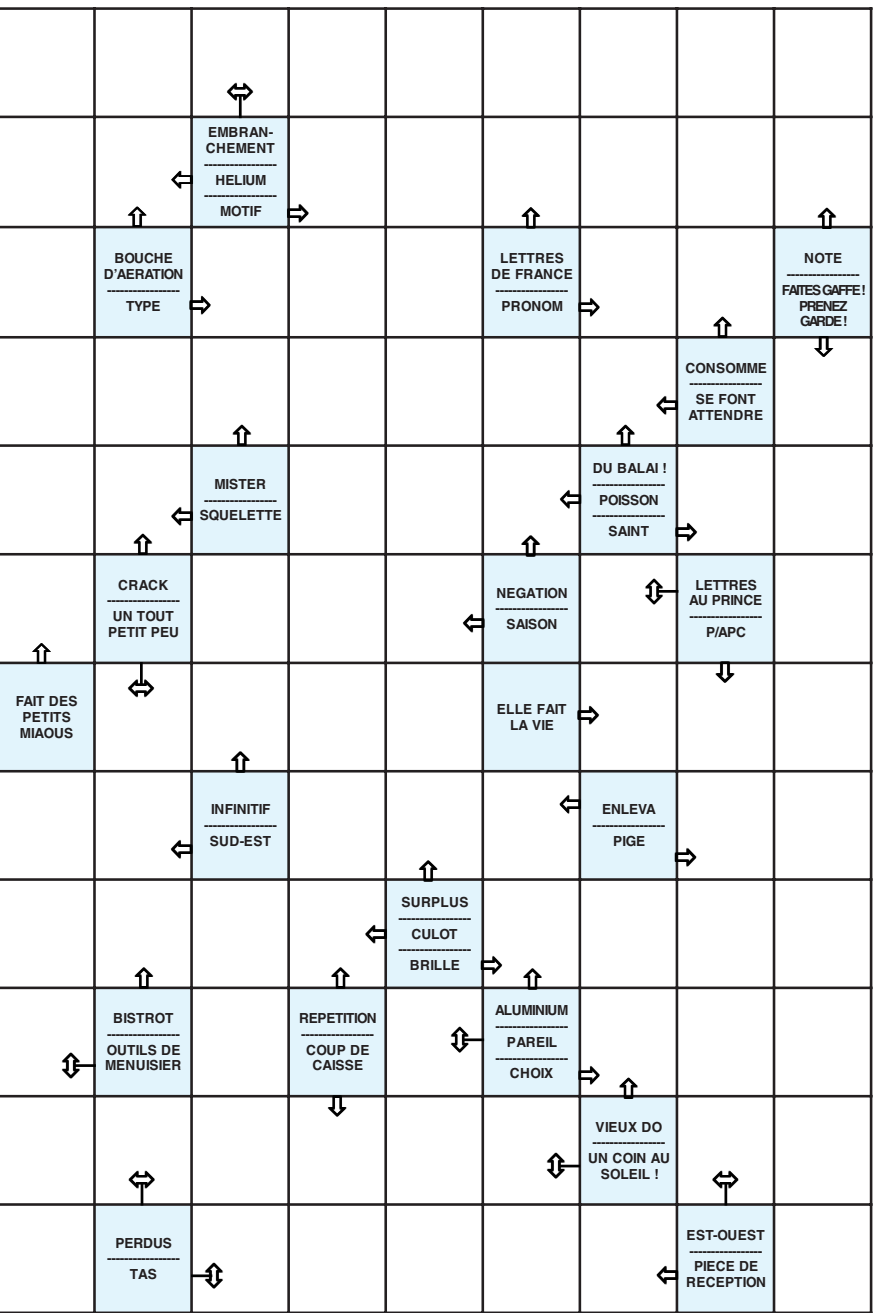 EMBRAN-
CHEMENT
-----------------
HELIUM
-----------------
MOTIF
BOUCHE
D'AERATION
-----------------
TYPE
LETTRES
DE FRANCE
-----------------
PRONOM
NOTE
-----------------
FAITES GAFFE !
PRENEZ
GARDE !
CONSOMME
-----------------
SE FONT
ATTENDRE
MISTER
-----------------
SQUELETTE
DU BALAI !
-----------------
POISSON
-----------------
SAINT
CRACK
-----------------
UN TOUT
PETIT PEU
NEGATION
-----------------
SAISON
LETTRES
AU PRINCE
-----------------
P/APC
FAIT DES
PETITS
MIAOUS
ELLE FAIT
LA VIE
INFINITIF
-----------------
SUD-EST
ENLEVA
-----------------
PIGE
SURPLUS
-----------------
CULOT
-----------------
BRILLE
BISTROT
-----------------
OUTILS DE
MENUISIER
REPETITION
-----------------
COUP DE
CAISSE
ALUMINIUM
-----------------
PAREIL
-----------------
CHOIX
VIEUX DO
-----------------
UN COIN AU
SOLEIL !
PERDUS
-----------------
TAS
EST-OUEST
-----------------
PIECE DE
RECEPTION